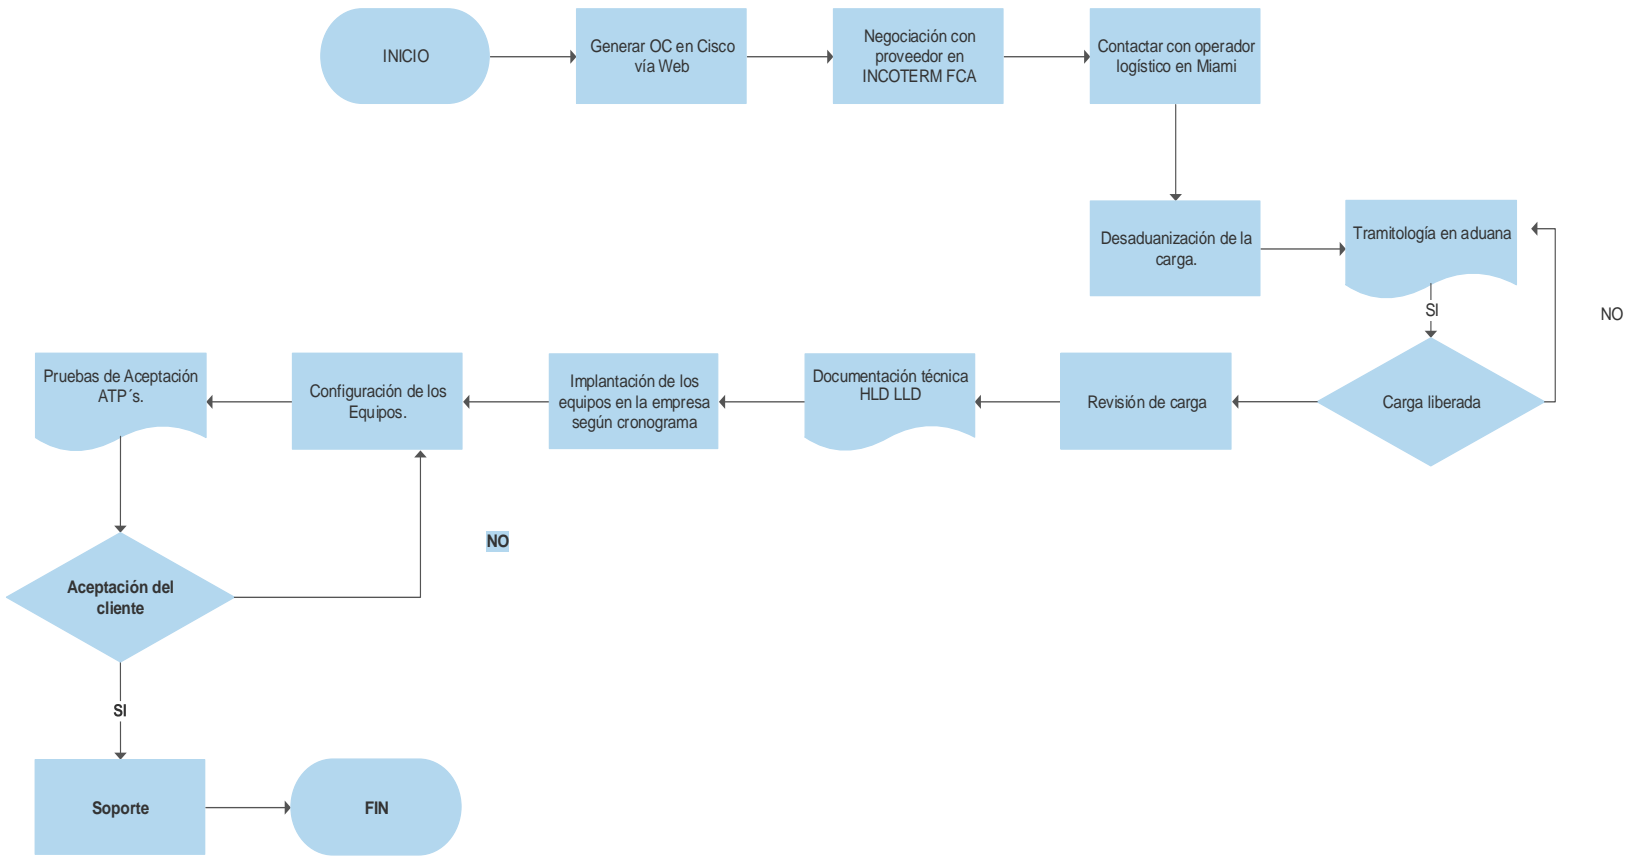 INICIO
Generar OC en Cisco
vía Web
Negociación con
proveedor en
INCOTERM FCA
Contactar con operador
logístico en Miami
Desaduanización de la
carga.
Tramitología en aduana
SI
NO
Carga liberada
Revisión de carga
Documentación técnica
HLD LLD
Implantación de los
equipos en la empresa
según cronograma
Configuración de los
Equipos.
Pruebas de Aceptación
ATP´s.
NO
Aceptación del
cliente
SI
Soporte
FIN